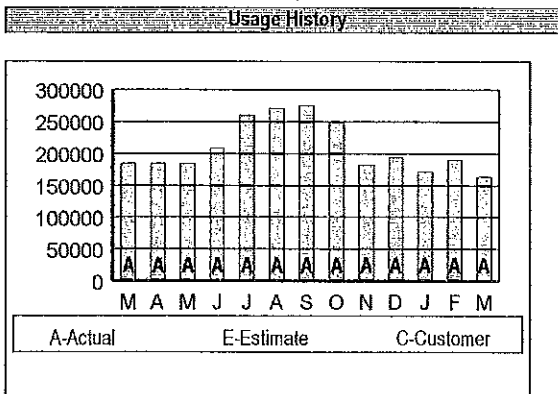 Usage History
300000
250000
200000
150000
100000
50000
0
A A A A A A A A A A A A A
M A M J J A S O N D J F M
A-Actual E-Estimate C-Customer